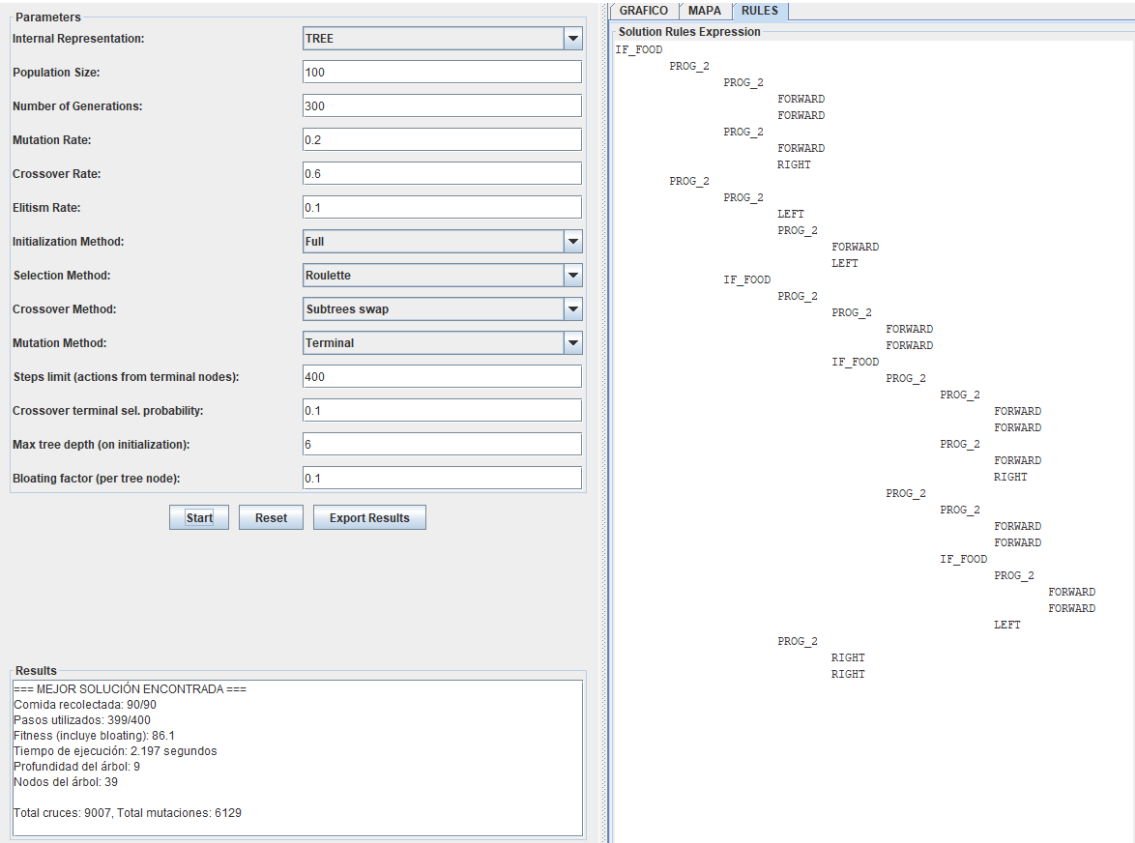 Parameters
Internal Representation: TREE
Population Size: 100
Number of Generations: 300
Mutation Rate: 0.2
Crossover Rate: 0.6
Elitism Rate: 0.1
Initialization Method: Full
Selection Method: Roulette
Crossover Method: Subtrees swap
Mutation Method: Terminal
Steps limit (actions from terminal nodes): 400
Crossover terminal sel. probability: 0.1
Max tree depth (on initialization): 6
Bloating factor (per tree node): 0.1
Start Reset Export Results
Results
=== MEJOR SOLUCIÓN ENCONTRADA ===
Comida recolectada: 90/90
Pasos utilizados: 399/400
Fitness (incluye bloating): 86.1
Tiempo de ejecución: 2.197 segundos
Profundidad del árbol: 9
Nodos del árbol: 39
Total cruces: 9007, Total mutaciones: 6129
GRAFICO MAPA RULES
Solution Rules Expression
IF_FOOD
PROG_2
PROG_2
FORWARD
FORWARD
PROG_2
FORWARD
RIGHT
PROG_2
PROG_2
LEFT
PROG_2
FORWARD
LEFT
IF_FOOD
PROG_2
PROG_2
FORWARD
FORWARD
IF_FOOD
PROG_2
PROG_2
FORWARD
FORWARD
PROG_2
FORWARD
RIGHT
PROG_2
PROG_2
FORWARD
FORWARD
IF_FOOD
PROG_2
FORWARD
FORWARD
LEFT
PROG_2
RIGHT
RIGHT